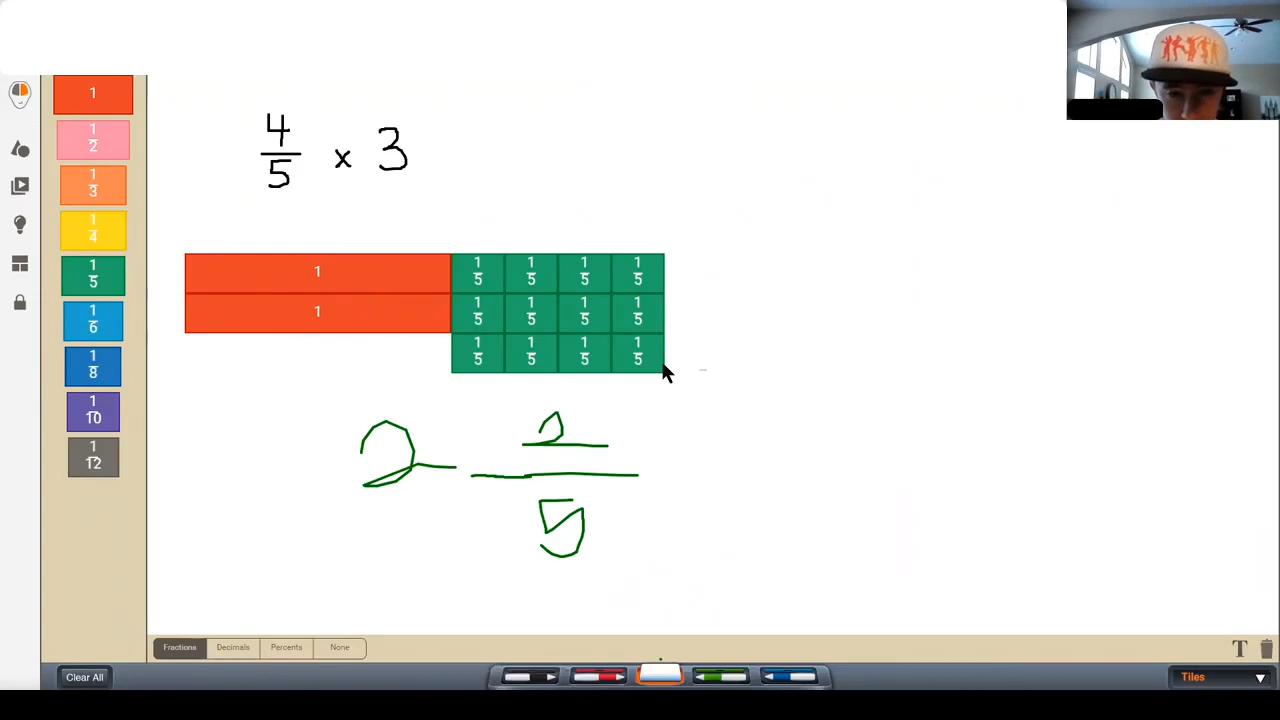 1
1/2
1/3
1/4
1/5
1/6
1/8
1/10
1/12
4/5 x 3
1 1/5 1/5 1/5 1/5
1 1/5 1/5 1/5 1/5
1/5 1/5 1/5 1/5
2 2/5
Fractions Decimals Percents None
T
Clear All
Tiles